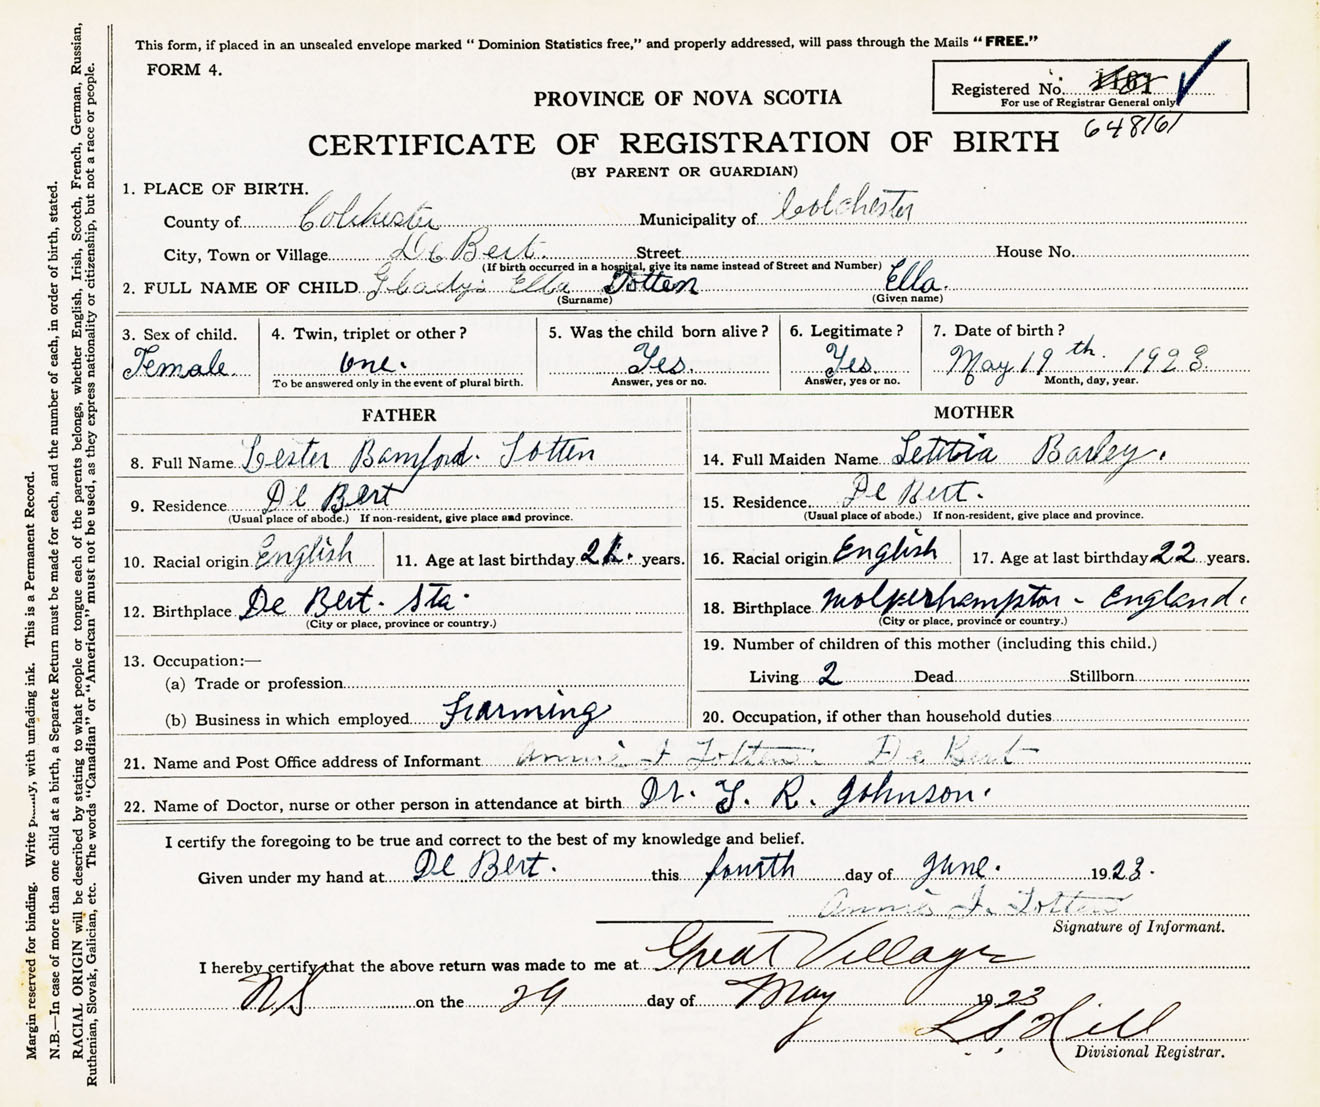 This form, if placed in an unsealed envelope marked "Dominion Statistics free," and properly addressed, will pass through the Mails "FREE."
FORM 4.
Registered No.
For use of Registrar General only
648161
PROVINCE OF NOVA SCOTIA
CERTIFICATE OF REGISTRATION OF BIRTH
(BY PARENT OR GUARDIAN)
1. PLACE OF BIRTH.
County of Colchester Municipality of Colchester
City, Town or Village De Bert. Street House No.
(If birth occurred in a hospital, give its name instead of Street and Number)
2. FULL NAME OF CHILD Gladys Ella Totten Ella.
(Surname) (Given name)
3. Sex of child. 4. Twin, triplet or other? 5. Was the child born alive? 6. Legitimate? 7. Date of birth?
Female. one. Yes. Yes. May 19th. 1923.
To be answered only in the event of plural birth. Answer, yes or no. Answer, yes or no. Month, day, year.
FATHER MOTHER
8. Full Name Lester Bamford. Totten 14. Full Maiden Name Letitia Barley.
9. Residence De Bert 15. Residence De Bert.
(Usual place of abode.) If non-resident, give place and province. (Usual place of abode.) If non-resident, give place and province.
10. Racial origin English 11. Age at last birthday years. 16. Racial origin English 17. Age at last birthday 22 years.
12. Birthplace De Bert. Sta. 18. Birthplace Wolperhampton - England.
(City or place, province or country.) (City or place, province or country.)
13. Occupation:— 19. Number of children of this mother (including this child.)
(a) Trade or profession Living 2 Dead Stillborn
(b) Business in which employed Farming 20. Occupation, if other than household duties
21. Name and Post Office address of Informant Annie J Totten. De Bert
22. Name of Doctor, nurse or other person in attendance at birth Dr. T. R. Johnson.
I certify the foregoing to be true and correct to the best of my knowledge and belief.
Given under my hand at De Bert. this fourth day of June. 1923.
Annie J. Totten
Signature of Informant.
I hereby certify that the above return was made to me at Great Village
N S on the 29 day of May 1923
L S Hill
Divisional Registrar.
Margin reserved for binding. Write with unfading ink. This is a Permanent Record.
N.B.—In case of more than one child at a birth, a Separate Return must be made for each, and the number of each, in order of birth, stated.
RACIAL ORIGIN will be described by stating to what people or tongue each of the parents belongs, whether English, Irish, Scotch, French, German, Russian,
Ruthenian, Slovak, Galician, etc. The words "Canadian" or "American" must not be used, as they express nationality or citizenship, but not a race or people.